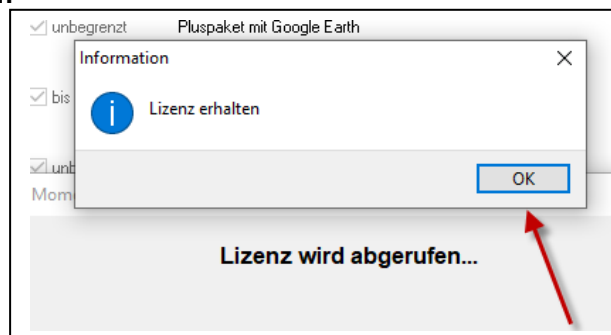 unbegrenzt Pluspaket mit Google Earth
Information
bis
Lizenz erhalten
unb
OK
Mom
Lizenz wird abgerufen...